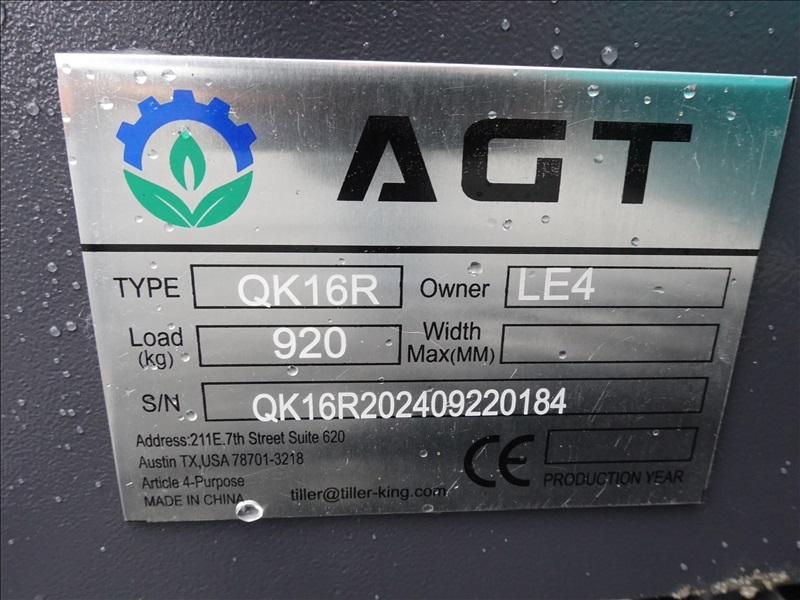 AGT
TYPE QK16R Owner LE4
Load (kg) 920 Width Max(MM)
S/N QK16R202409220184
Address:211E.7th Street Suite 620
Austin TX,USA 78701-3218
Article 4-Purpose
MADE IN CHINA
tiller@tiller-king.com
CE
PRODUCTION YEAR